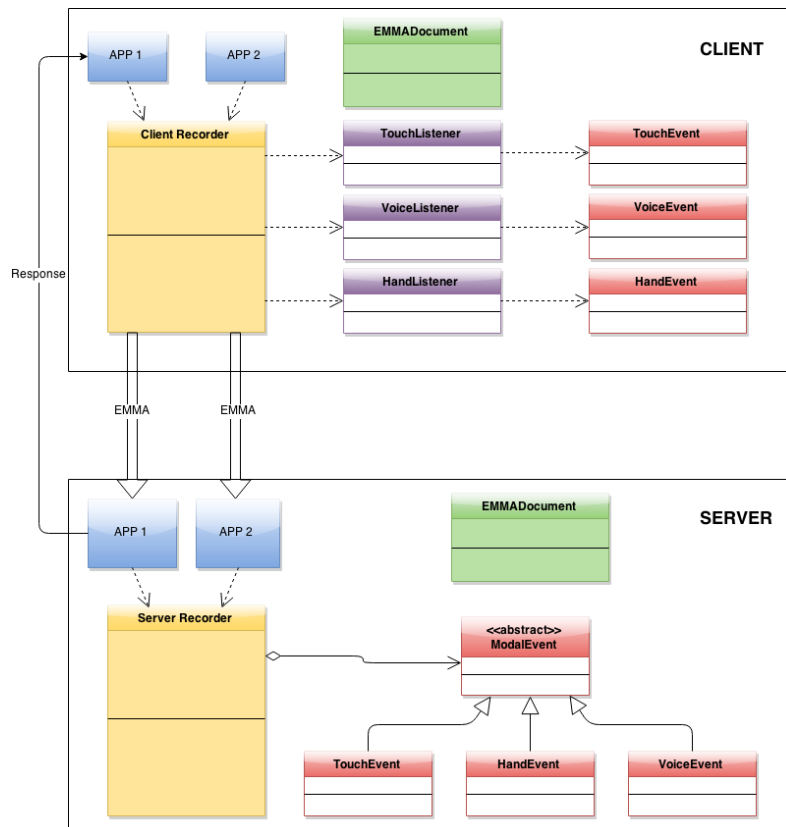 APP 1
APP 2
EMMADocument
CLIENT
Client Recorder
TouchListener
TouchEvent
VoiceListener
VoiceEvent
Response
HandListener
HandEvent
EMMA
EMMA
APP 1
APP 2
EMMADocument
SERVER
Server Recorder
<<abstract>>
ModalEvent
TouchEvent
HandEvent
VoiceEvent